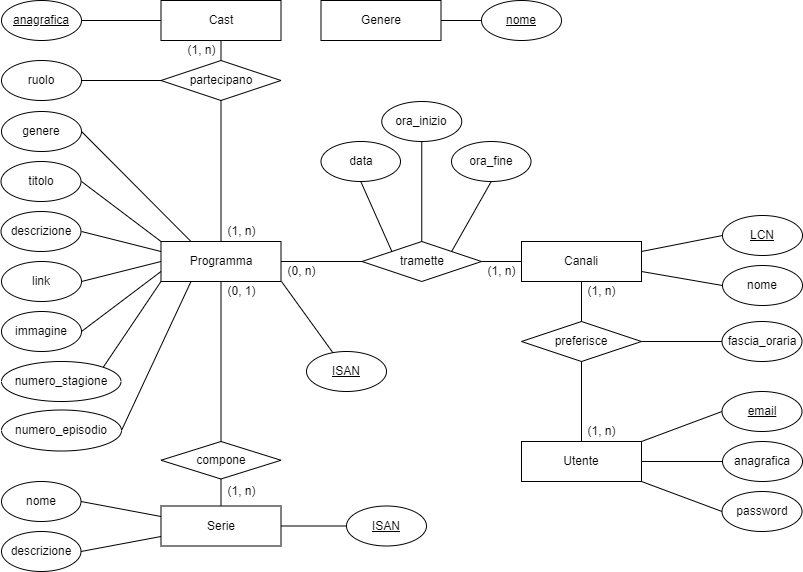 anagrafica
Cast
Genere
nome
(1, n)
ruolo
partecipano
genere
ora_inizio
titolo
data
ora_fine
descrizione
(1, n)
LCN
link
Programma
(0, n)
tramette
(1, n)
Canali
nome
(0, 1)
(1, n)
immagine
preferisce
fascia_oraria
numero_stagione
ISAN
numero_episodio
(1, n)
email
compone
Utente
anagrafica
nome
(1, n)
password
Serie
ISAN
descrizione